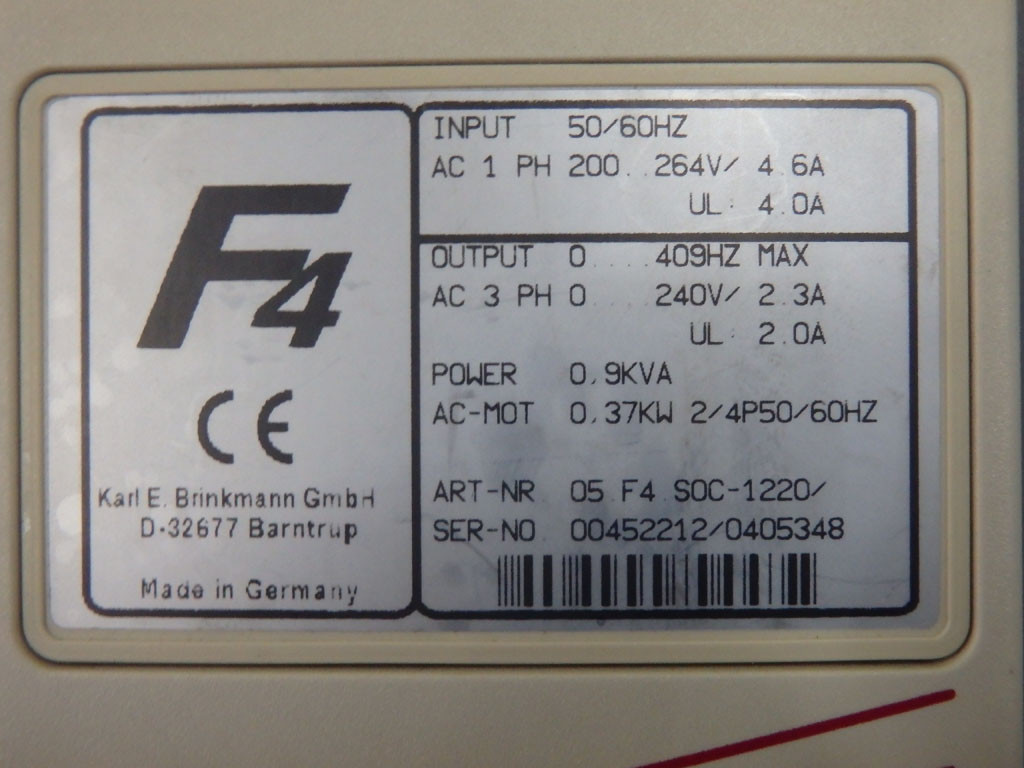 F4
CE
Karl E. Brinkmann GmbH
D-32677 Barntrup
Made in Germany
INPUT 50/60HZ
AC 1 PH 200...264V/ 4.6A
UL: 4.0A
OUTPUT 0.....409HZ MAX
AC 3 PH 0.....240V/ 2.3A
UL: 2.0A
POWER 0,9KVA
AC-MOT 0,37KW 2/4P50/60HZ
ART-NR. 05.F4.S0C-1220/
SER-NO. 00452212/0405348